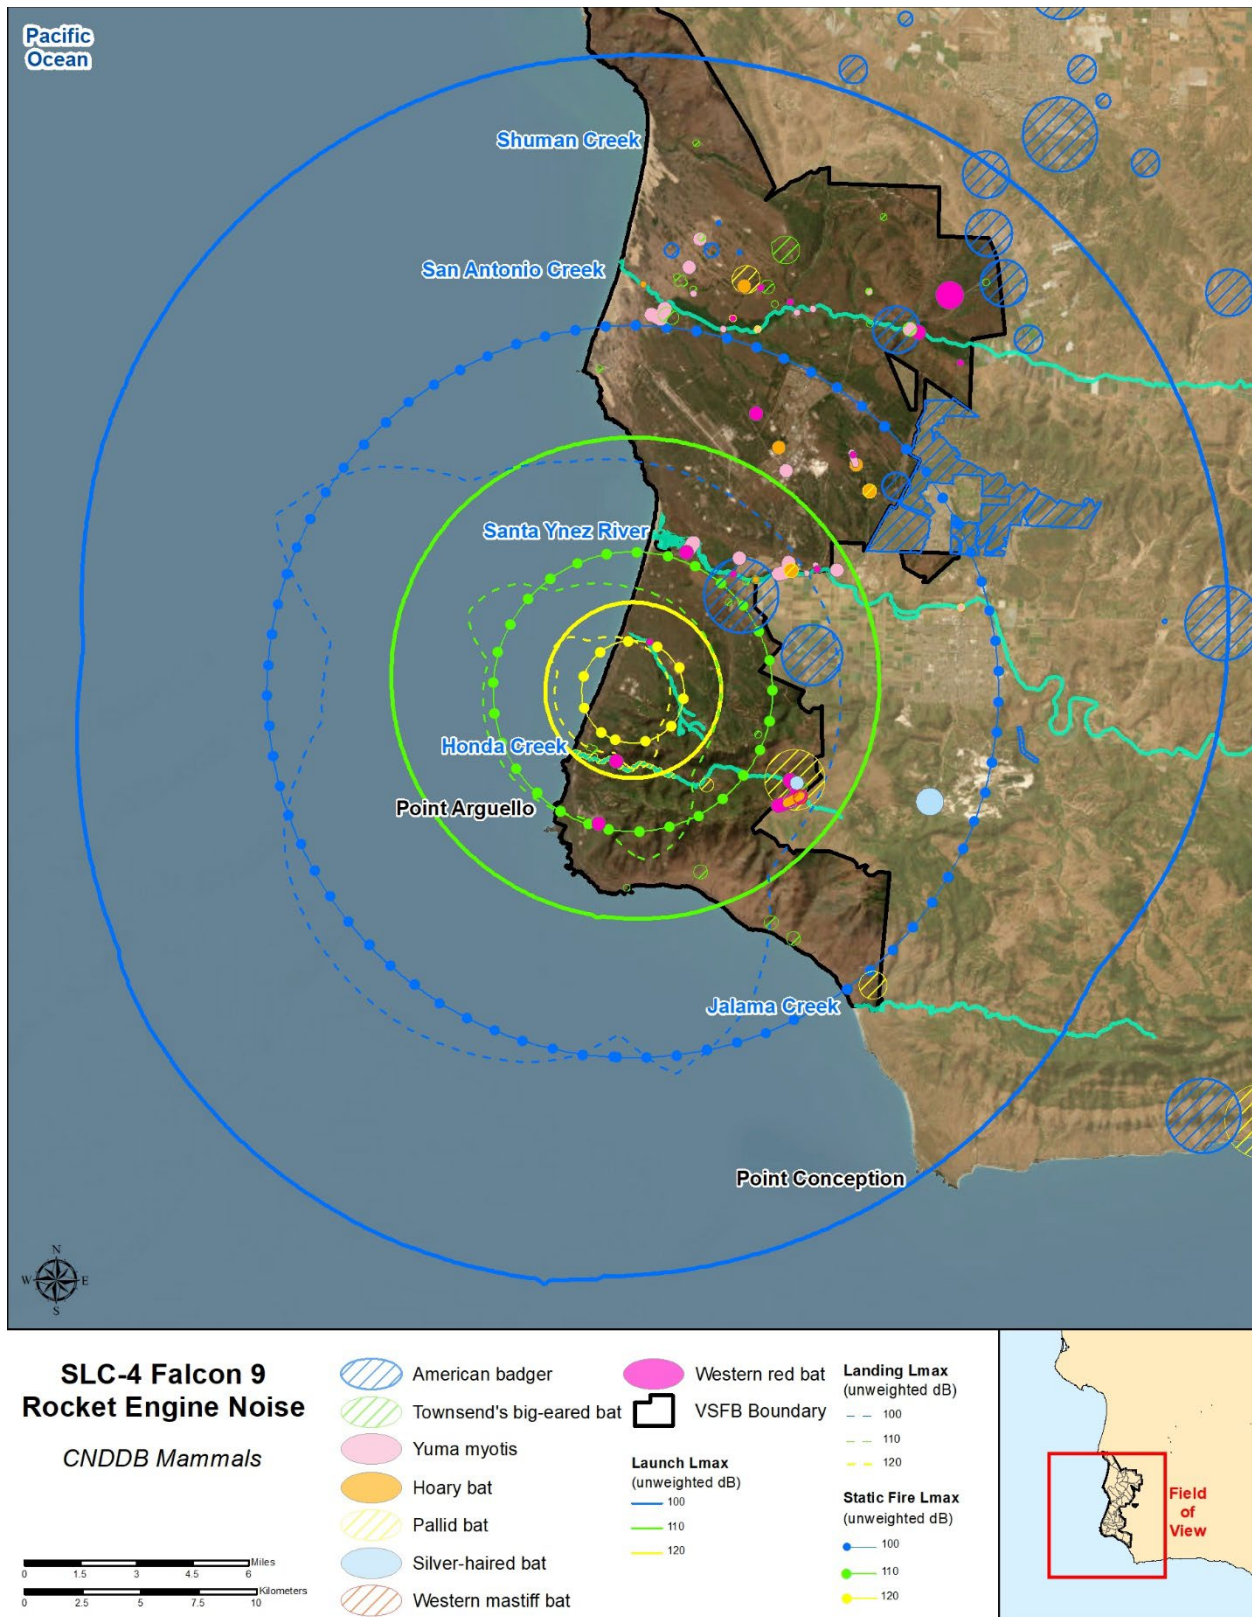 Pacific
Ocean
Shuman Creek
San Antonio Creek
Santa Ynez River
Honda Creek
Point Arguello
Jalama Creek
Point Conception
N
W E
S
SLC-4 Falcon 9
Rocket Engine Noise
CNDDB Mammals
0 1.5 3 4.5 6 Miles
0 2.5 5 7.5 10 Kilometers
American badger
Townsend's big-eared bat
Yuma myotis
Hoary bat
Pallid bat
Silver-haired bat
Western mastiff bat
Western red bat
VSFB Boundary
Launch Lmax
(unweighted dB)
100
110
120
Landing Lmax
(unweighted dB)
100
110
120
Static Fire Lmax
(unweighted dB)
100
110
120
Field
of
View